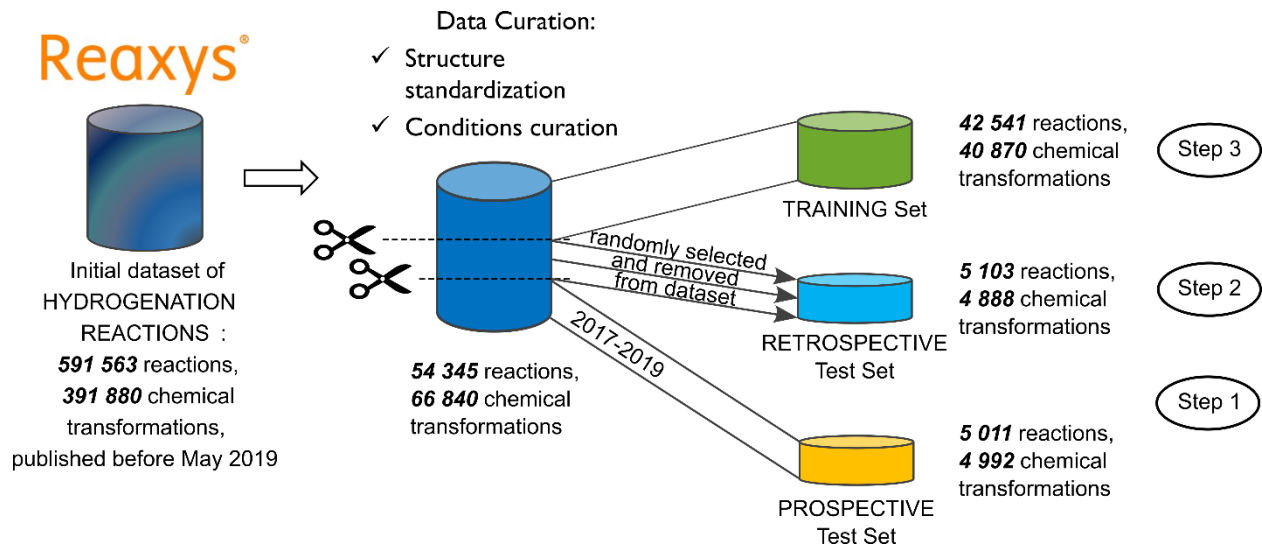 Reaxys®
Initial dataset of
HYDROGENATION
REACTIONS :
591 563 reactions,
391 880 chemical
transformations,
published before May 2019
Data Curation:
✓ Structure
standardization
✓ Conditions curation
54 345 reactions,
66 840 chemical
transformations
randomly selected
and removed
from dataset
2017-2019
TRAINING Set
42 541 reactions,
40 870 chemical
transformations
Step 3
RETROSPECTIVE
Test Set
5 103 reactions,
4 888 chemical
transformations
Step 2
PROSPECTIVE
Test Set
5 011 reactions,
4 992 chemical
transformations
Step 1